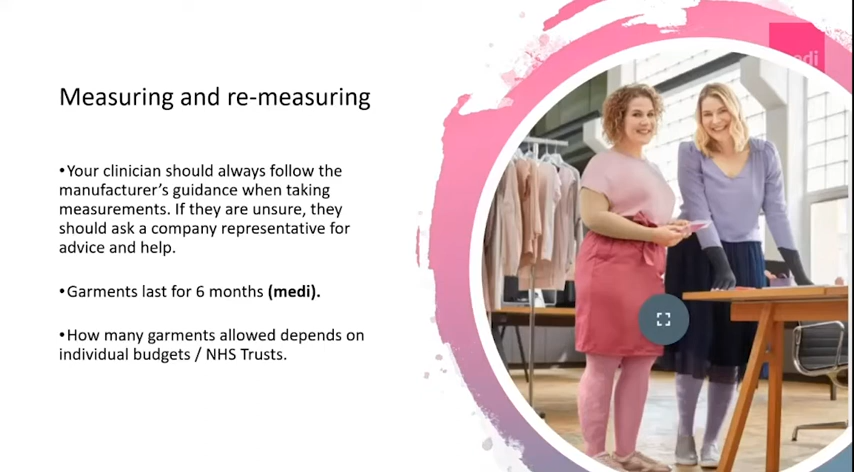 Measuring and re-measuring
•Your clinician should always follow the
manufacturer's guidance when taking
measurements. If they are unsure, they
should ask a company representative for
advice and help.
•Garments last for 6 months (medi).
•How many garments allowed depends on
individual budgets / NHS Trusts.
medi